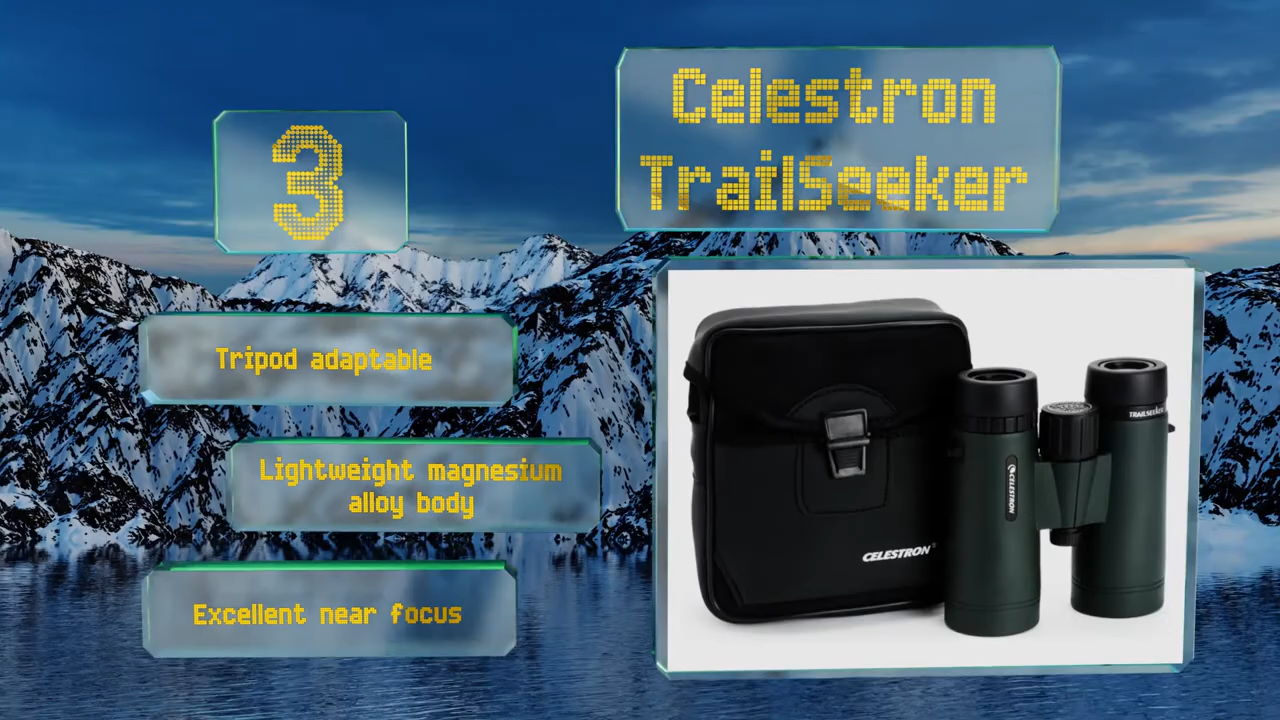 3
Celestron
TrailSeeker
Tripod adaptable
Lightweight magnesium
alloy body
Excellent near focus
CELESTRON
CELESTRON
TRAILSEEKER